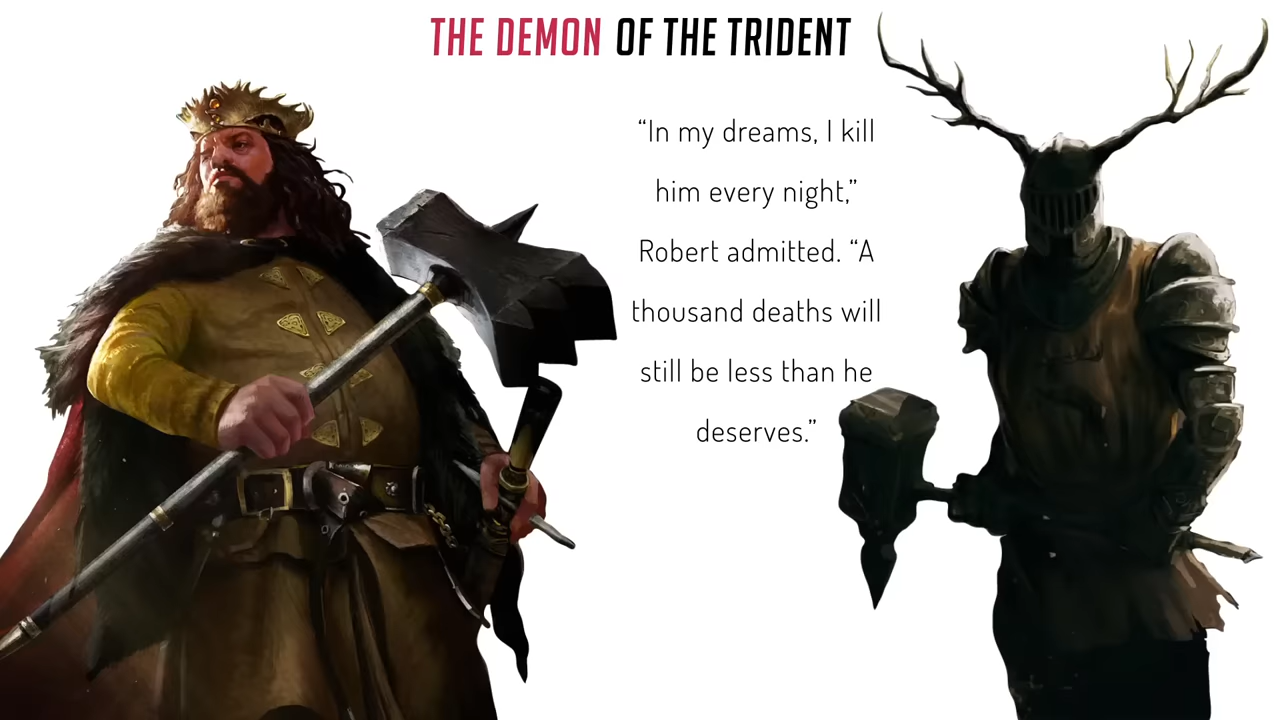 THE DEMON OF THE TRIDENT
“In my dreams, I kill
him every night,”
Robert admitted. “A
thousand deaths will
still be less than he
deserves.”